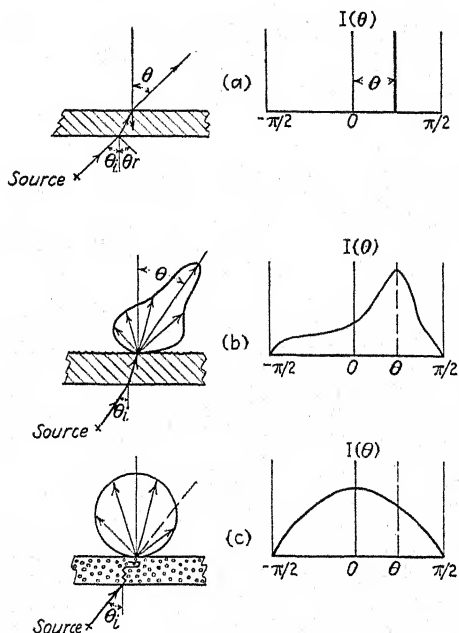 I(θ)
θ
(a)
θ
θi θr
Source
-π/2 0 π/2
I(θ)
θ
(b)
θi
Source
-π/2 0 θ π/2
I(θ)
(c)
θi
Source
-π/2 0 θ π/2